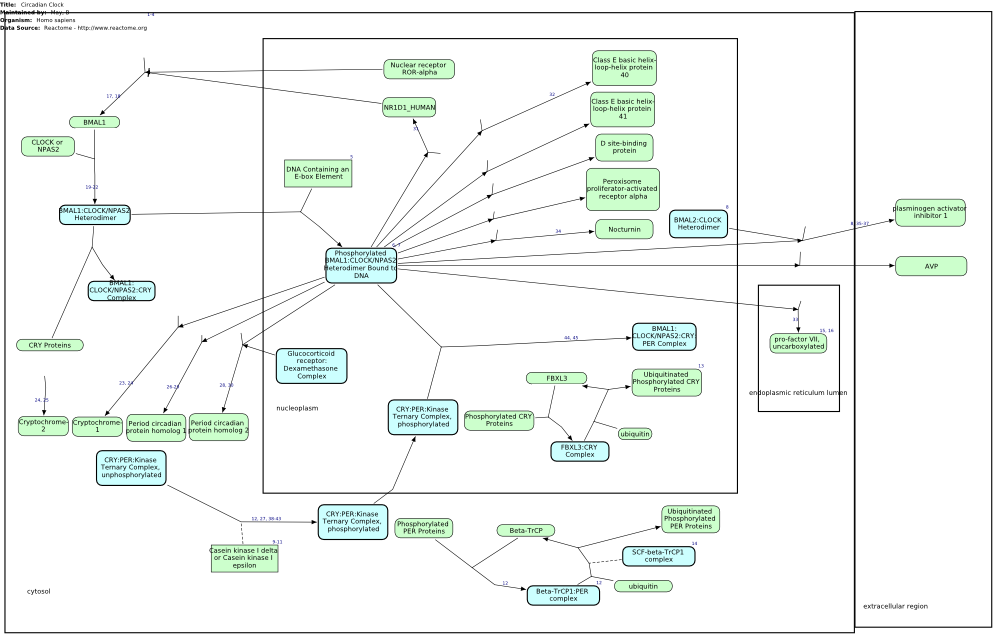 Title: Circadian Clock
Maintained by: May, B
Organism: Homo sapiens
Data Source: Reactome - http://www.reactome.org
1-4
Nuclear receptor
ROR-alpha
NR1D1_HUMAN
Class E basic helix-
loop-helix protein
40
Class E basic helix-
loop-helix protein
41
D site-binding
protein
Peroxisome
proliferator-activated
receptor alpha
Nocturnin
32
34
17, 18
BMAL1
CLOCK or
NPAS2
19-22
BMAL1:CLOCK/NPAS2
Heterodimer
5
DNA Containing an
E-box Element
Phosphorylated
BMAL1:CLOCK/NPAS2
Heterodimer Bound to
DNA
8
BMAL2:CLOCK
Heterodimer
8, 35-37
plasminogen activator
inhibitor 1
AVP
BMAL1:
CLOCK/NPAS2:CRY
Complex
CRY Proteins
33
15, 16
pro-factor VII,
uncarboxylated
endoplasmic reticulum lumen
44, 45
BMAL1:
CLOCK/NPAS2:CRY:
PER Complex
Glucocorticoid
receptor:
Dexamethasone
Complex
nucleoplasm
24, 25
23, 24
Cryptochrome-
2
Cryptochrome-
1
Period circadian
protein homolog 1
Period circadian
protein homolog 2
CRY:PER:Kinase
Ternary Complex,
phosphorylated
FBXL3
13
Ubiquitinated
Phosphorylated CRY
Proteins
Phosphorylated CRY
Proteins
ubiquitin
FBXL3:CRY
Complex
CRY:PER:Kinase
Ternary Complex,
unphosphorylated
12, 27, 38-43
CRY:PER:Kinase
Ternary Complex,
phosphorylated
9-11
Casein kinase I delta
or Casein kinase I
epsilon
Phosphorylated
PER Proteins
Beta-TrCP
Ubiquitinated
Phosphorylated
PER Proteins
14
SCF-beta-TrCP1
complex
12
12
Beta-TrCP1:PER
complex
ubiquitin
cytosol
extracellular region